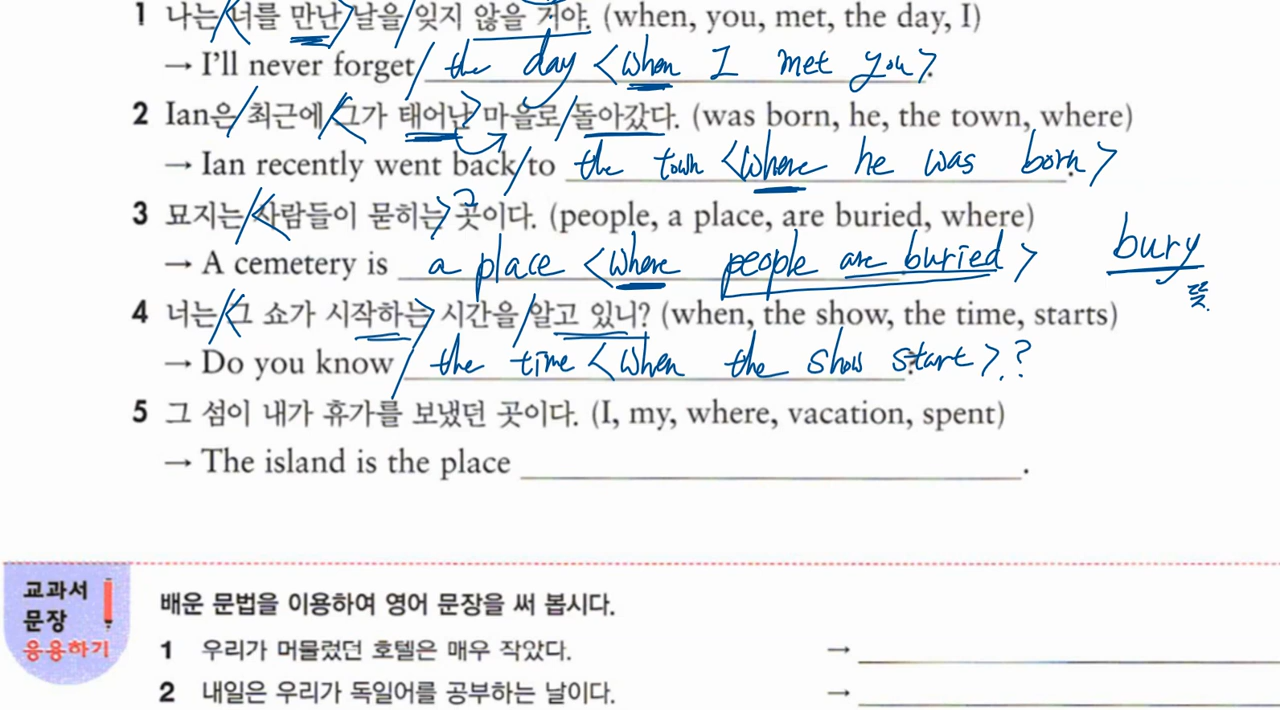 1 나는 너를 만난 날을 잊지 않을 거야. (when, you, met, the day, I)
→ I'll never forget the day <when I met you>.
2 Ian은 최근에 그가 태어난 마을로 돌아갔다. (was born, he, the town, where)
→ Ian recently went back to the town <where he was born>.
3 묘지는 사람들이 묻히는 곳이다. (people, a place, are buried, where)
→ A cemetery is a place <where people are buried>
bury
뜻
4 너는 그 쇼가 시작하는 시간을 알고 있니? (when, the show, the time, starts)
→ Do you know the time <when the show start>.?
5 그 섬이 내가 휴가를 보냈던 곳이다. (I, my, where, vacation, spent)
→ The island is the place .
교과서
문장
응용하기
배운 문법을 이용하여 영어 문장을 써 봅시다.
1 우리가 머물렀던 호텔은 매우 작았다. →
2 내일은 우리가 독일어를 공부하는 날이다. →